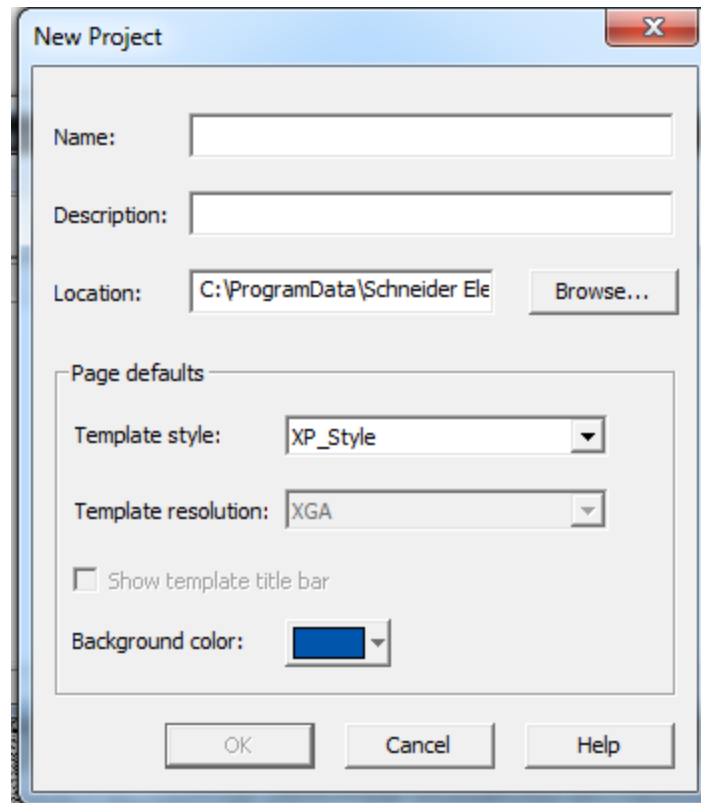 New Project
Name:
Description:
Location: C:\ProgramData\Schneider Ele Browse...
Page defaults
Template style: XP_Style
Template resolution: XGA
Show template title bar
Background color:
OK Cancel Help